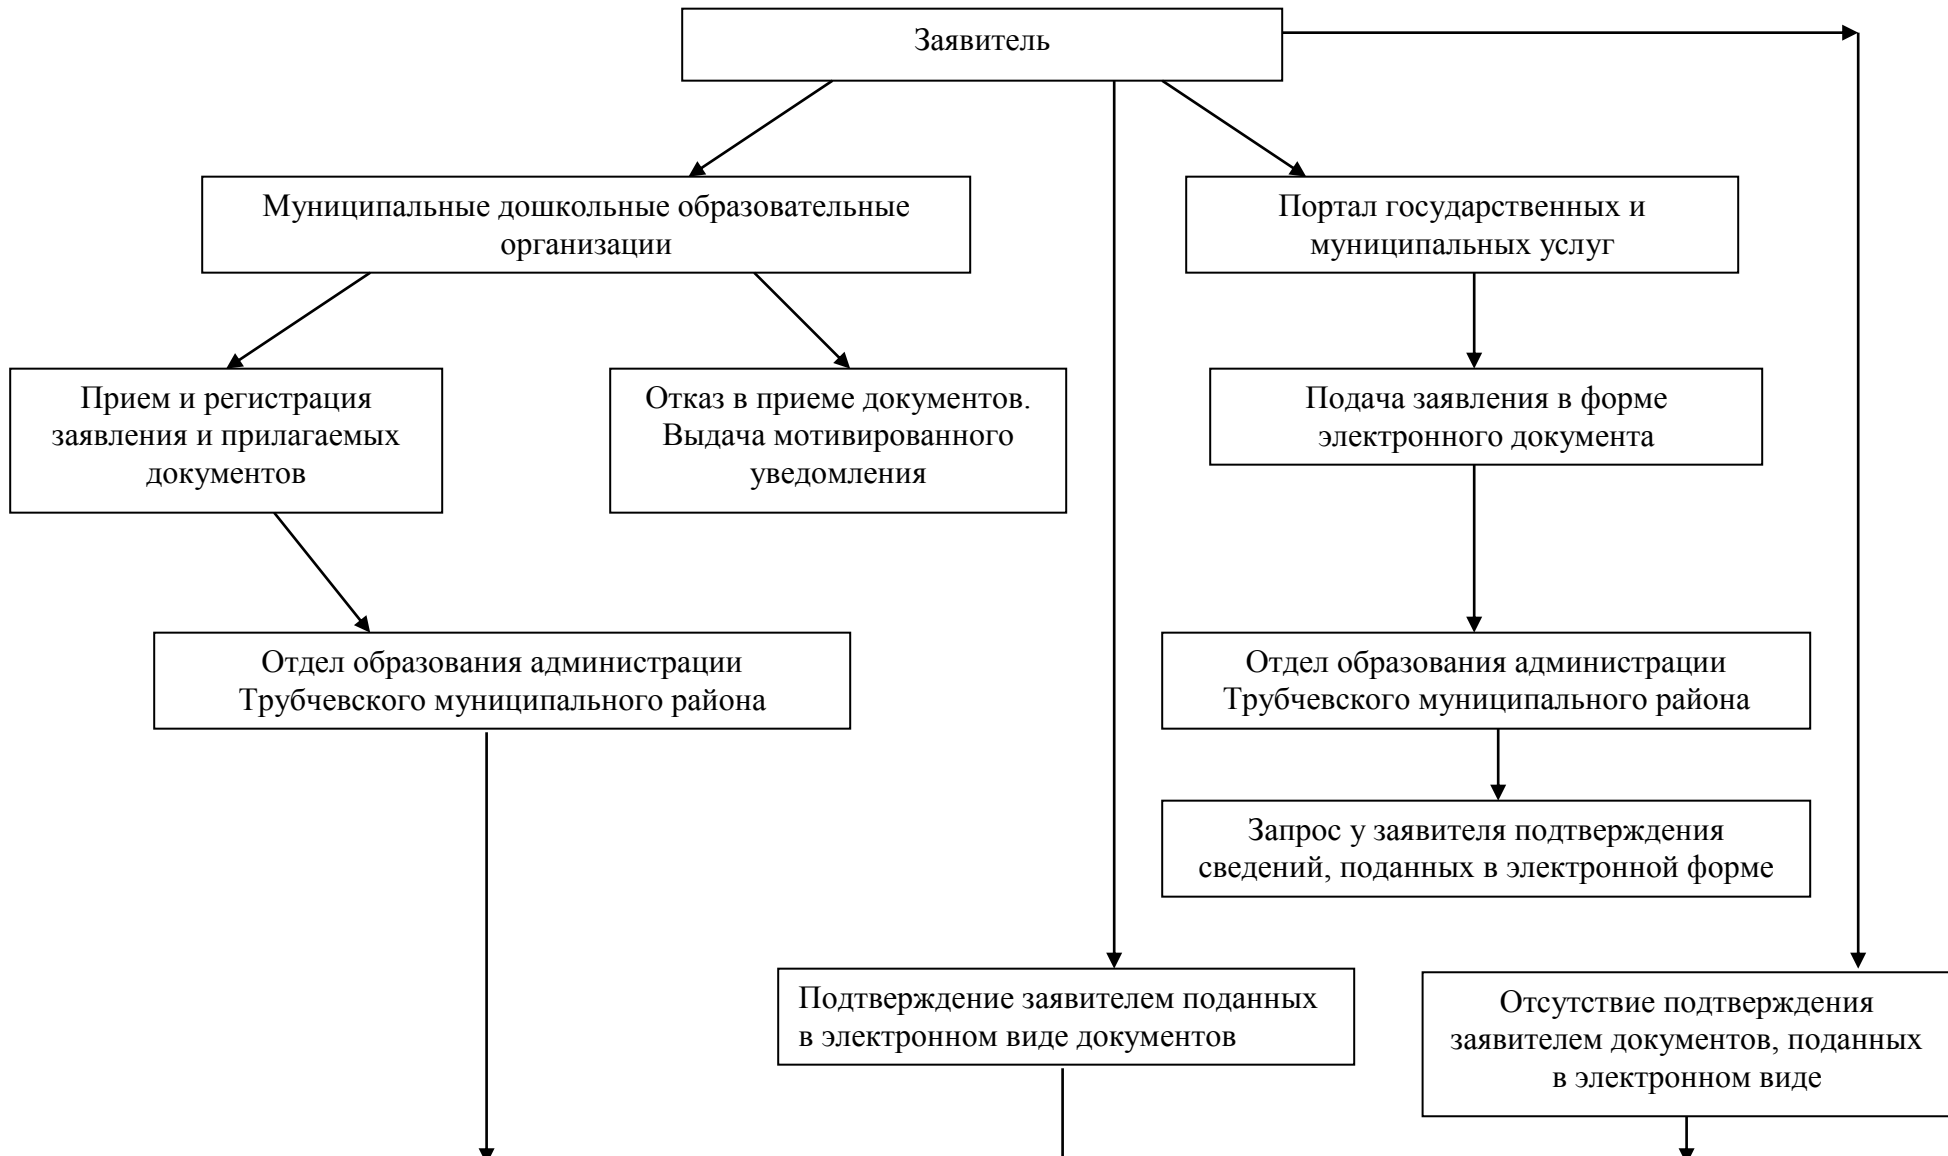 Заявитель
Муниципальные дошкольные образовательные
организации
Портал государственных и
муниципальных услуг
Прием и регистрация
заявления и прилагаемых
документов
Отказ в приеме документов.
Выдача мотивированного
уведомления
Подача заявления в форме
электронного документа
Отдел образования администрации
Трубчевского муниципального района
Отдел образования администрации
Трубчевского муниципального района
Запрос у заявителя подтверждения
сведений, поданных в электронной форме
Подтверждение заявителем поданных
в электронном виде документов
Отсутствие подтверждения
заявителем документов, поданных
в электронном виде